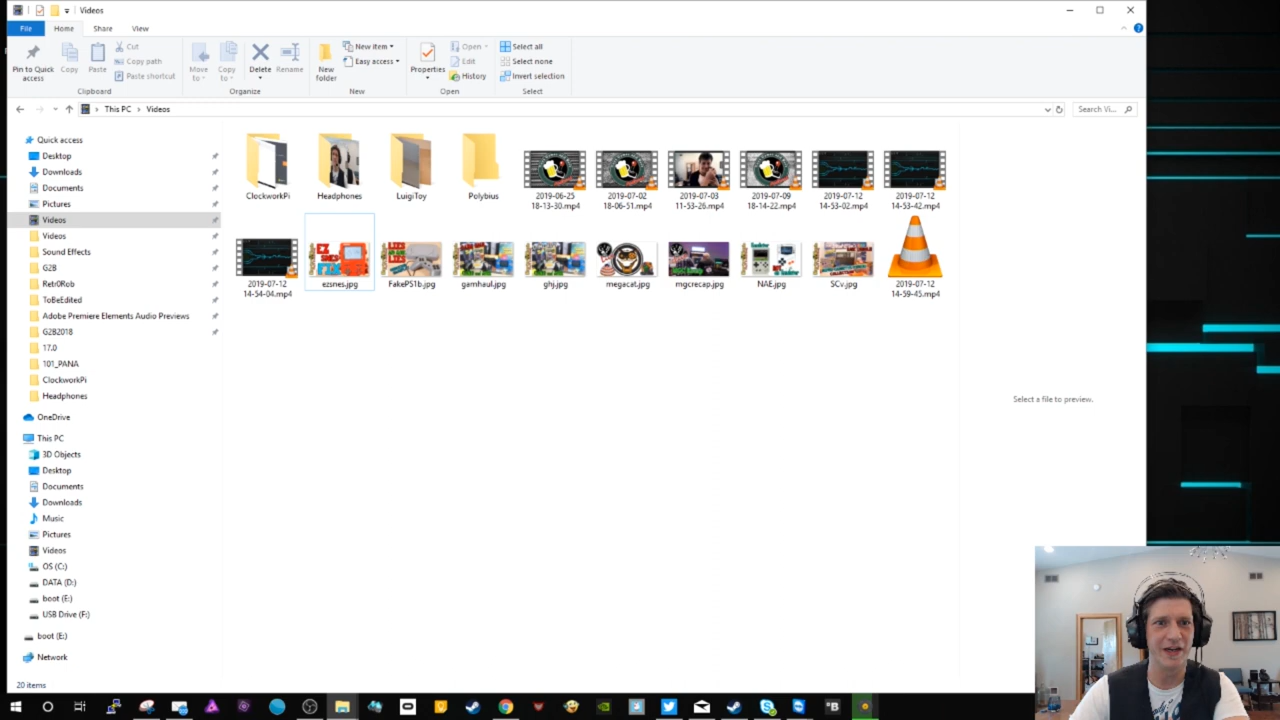 Videos
File
Home
Share
View
Pin to Quick access
Copy
Paste
Cut
Copy path
Paste shortcut
Clipboard
Move to
Copy to
Delete
Rename
Organize
New folder
New item
Easy access
New
Properties
Open
Edit
History
Open
Select all
Select none
Invert selection
Select
This PC > Videos
Search Vi...
Quick access
Desktop
Downloads
Documents
Pictures
Videos
Videos
Sound Effects
G2B
Retr0Rob
ToBeEdited
Adobe Premiere Elements Audio Previews
G2B2018
17.0
101_PANA
ClockworkPi
Headphones
OneDrive
This PC
3D Objects
Desktop
Documents
Downloads
Music
Pictures
Videos
OS (C:)
DATA (D:)
boot (E:)
USB Drive (F:)
boot (E:)
Network
ClockworkPi
Headphones
LuigiToy
Polybius
2019-06-25
18-13-30.mp4
2019-07-02
18-06-51.mp4
2019-07-03
11-53-26.mp4
2019-07-09
18-14-22.mp4
2019-07-12
14-53-02.mp4
2019-07-12
14-53-42.mp4
2019-07-12
14-54-04.mp4
ezsnes.jpg
FakePS1b.jpg
gamhaul.jpg
ghj.jpg
megacat.jpg
mgcrecap.jpg
NAE.jpg
SCv.jpg
2019-07-12
14-59-45.mp4
Select a file to preview.
20 items